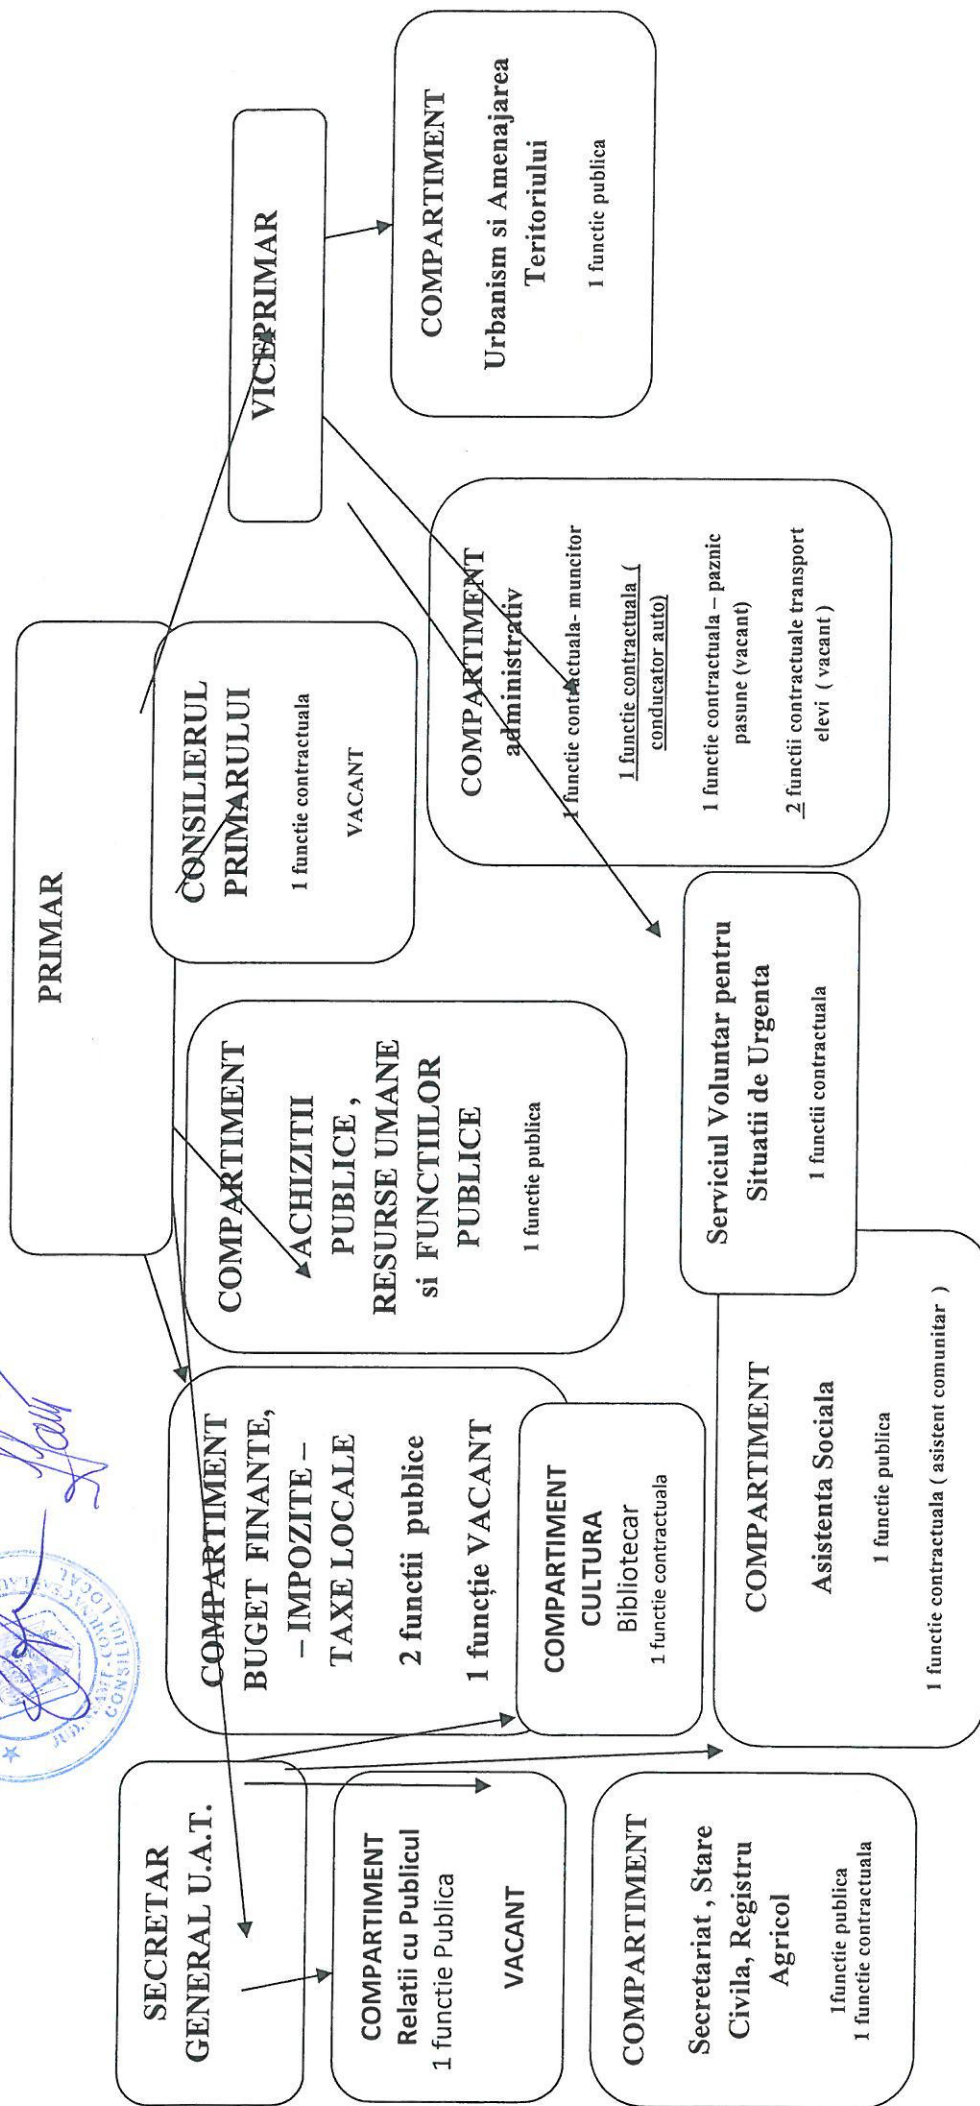 PRIMAR
VICEPRIMAR
CONSILIERUL
PRIMARULUI
1 functie contractuala
VACANT
SECRETAR
GENERAL U.A.T.
COMPARTIMENT
BUGET FINANTE,
– IMPOZITE –
TAXE LOCALE
2 functii publice
1 funcție VACANT
COMPARTIMENT
ACHIZITII
PUBLICE ,
RESURSE UMANE
si FUNCTIILOR
PUBLICE
1 functie publica
COMPARTIMENT
Urbanism si Amenajarea
Teritoriului
1 functie publica
COMPARTIMENT
administrativ
1 functie contractuala- muncitor
1 functie contractuala (
conducator auto)
1 functie contractuala – paznic
pasune (vacant)
2 functii contractuale transport
elevi ( vacant )
COMPARTIMENT
Relatii cu Publicul
1 functie Publica
VACANT
COMPARTIMENT
CULTURA
Bibliotecar
1 functie contractuala
Serviciul Voluntar pentru
Situatii de Urgenta
1 functii contractuala
COMPARTIMENT
Secretariat , Stare
Civila, Registru
Agricol
1functie publica
1 functie contractuala
COMPARTIMENT
Asistenta Sociala
1 functie publica
1 functie contractuala ( asistent comunitar )
CONSILIUL LOCAL